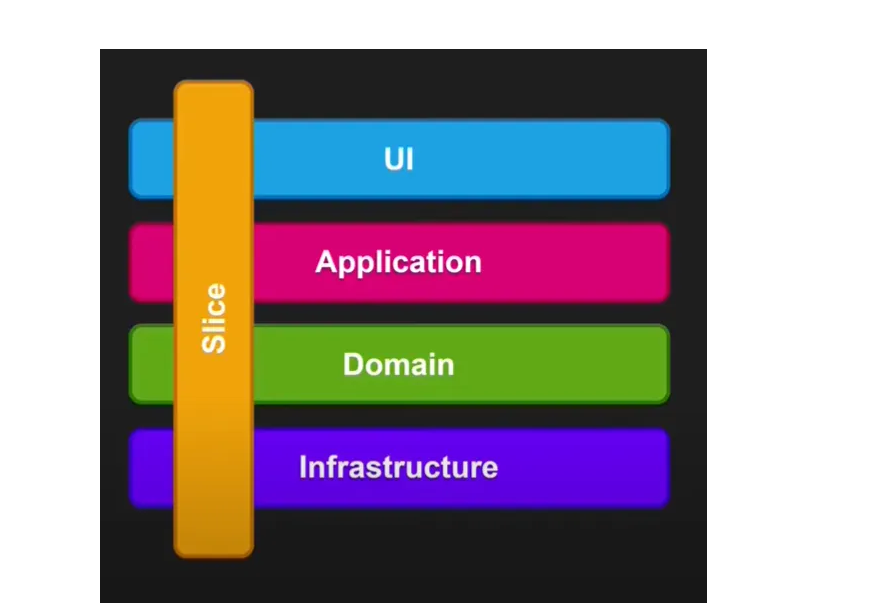 UI
Application
Slice
Domain
Infrastructure